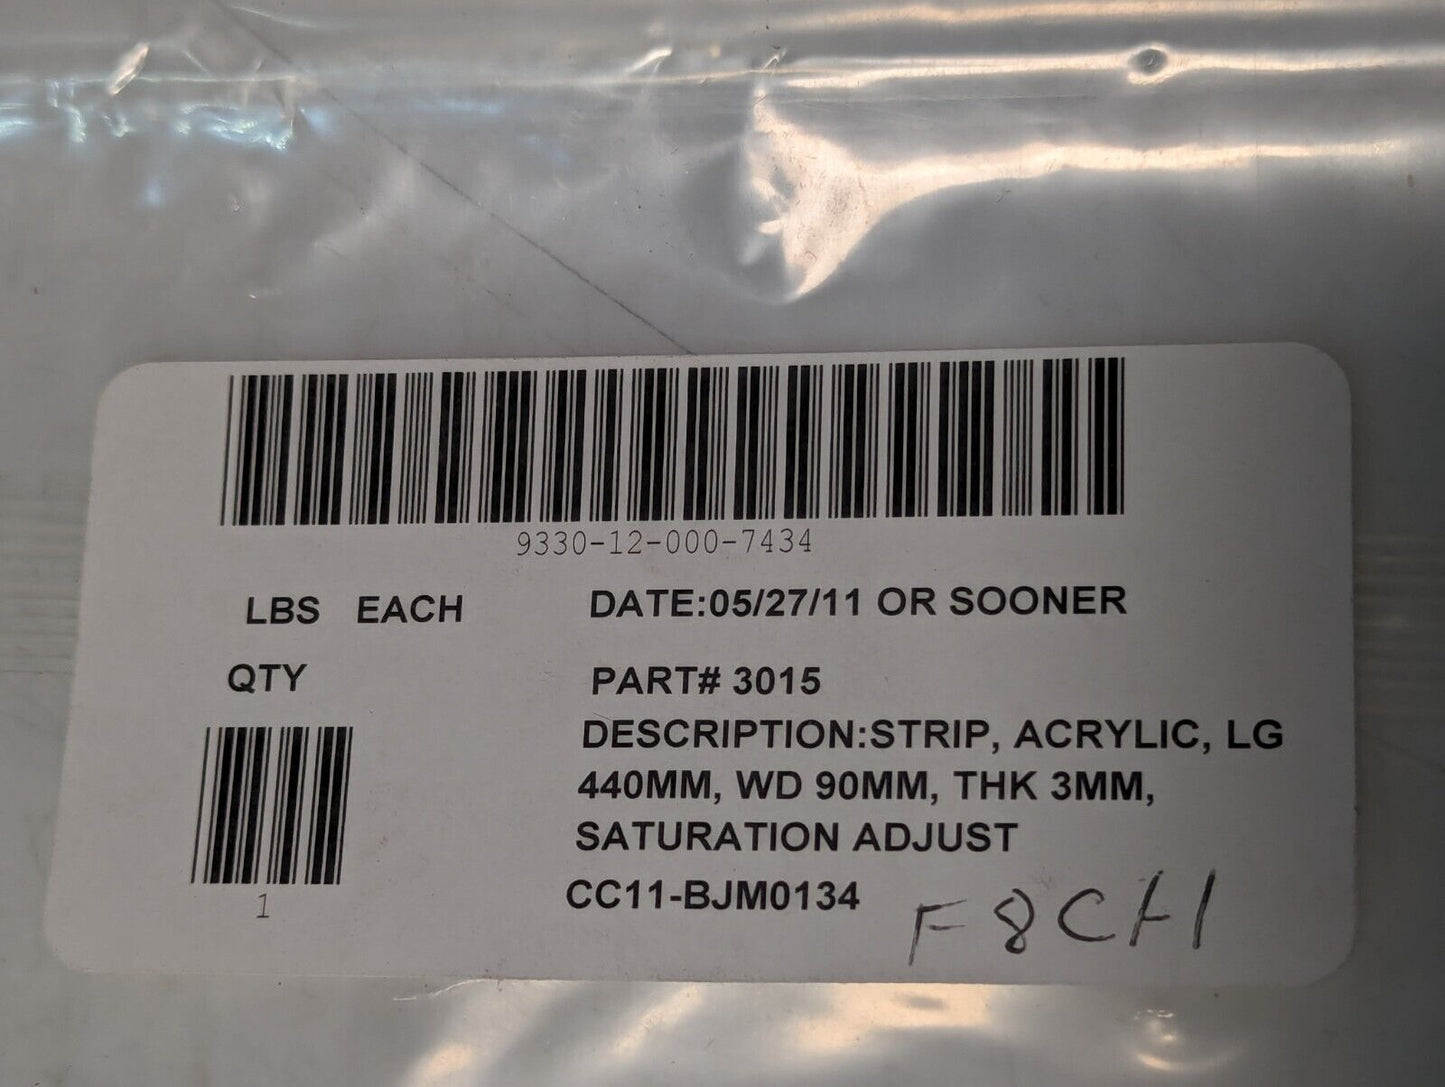 9330-12-000-7434
LBS EACH
DATE:05/27/11 OR SOONER
QTY
PART# 3015
DESCRIPTION:STRIP, ACRYLIC, LG
440MM, WD 90MM, THK 3MM,
SATURATION ADJUST
1
CC11-BJM0134